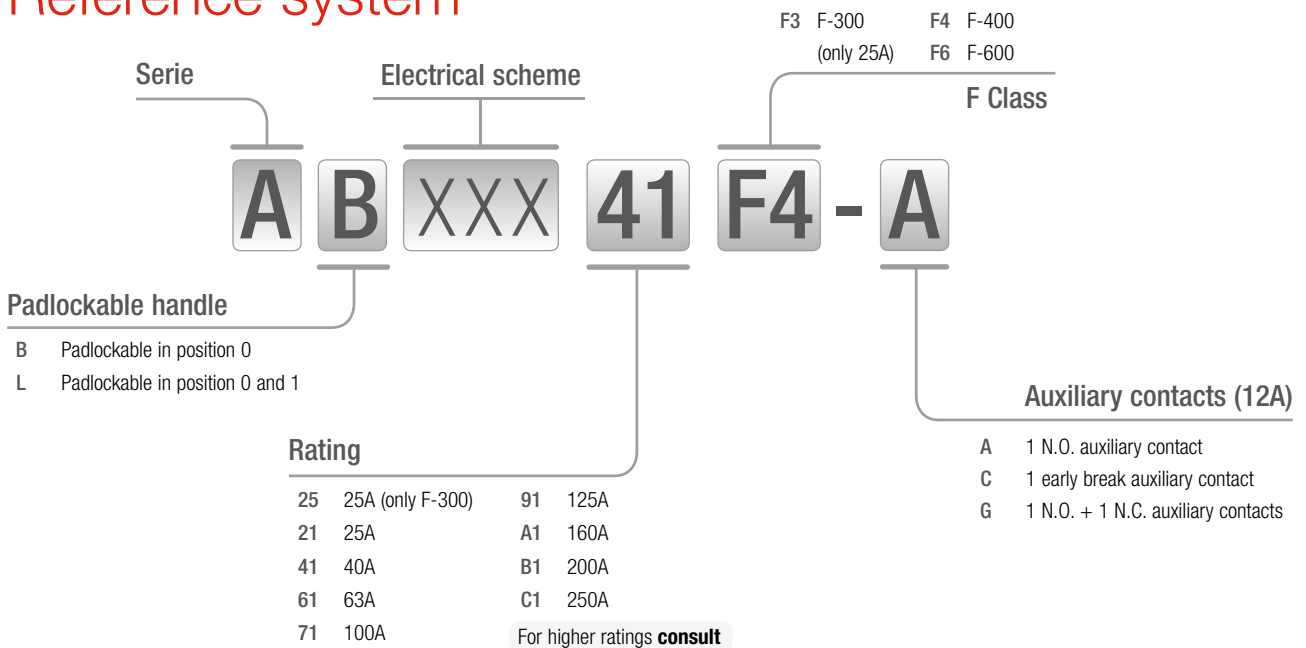 Reference system
F3 F-300 F4 F-400
(only 25A) F6 F-600
F Class
Serie
Electrical scheme
A B XXX 41 F4 - A
Padlockable handle
B Padlockable in position 0
L Padlockable in position 0 and 1
Rating
25 25A (only F-300) 91 125A
21 25A A1 160A
41 40A B1 200A
61 63A C1 250A
71 100A For higher ratings consult
Auxiliary contacts (12A)
A 1 N.O. auxiliary contact
C 1 early break auxiliary contact
G 1 N.O. + 1 N.C. auxiliary contacts